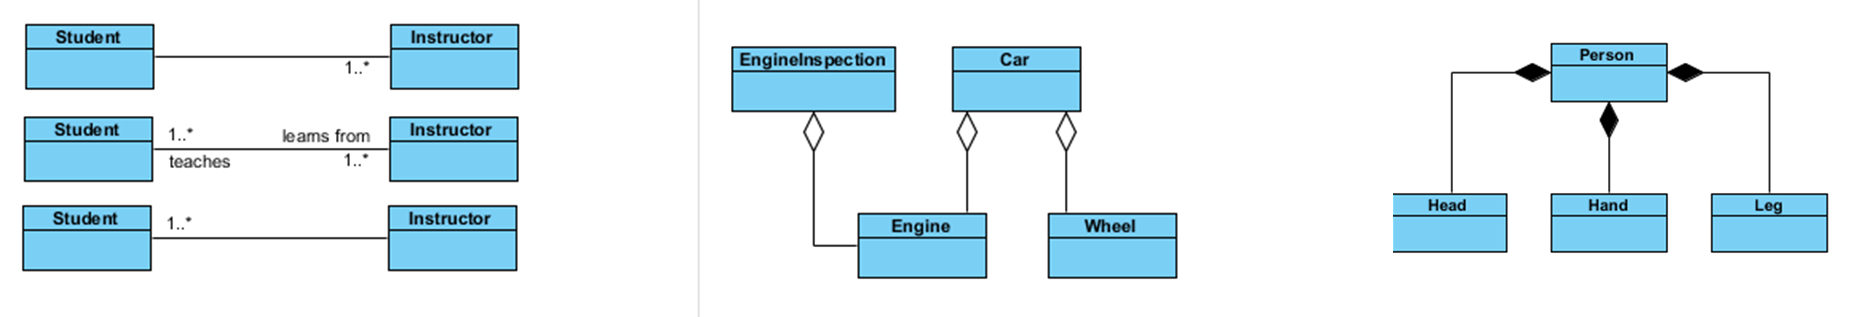 Student
Instructor
1..*
Student
1..*
learns from
Instructor
teaches
1..*
Student
1..*
Instructor
EngineInspection
Car
Engine
Wheel
Person
Head
Hand
Leg